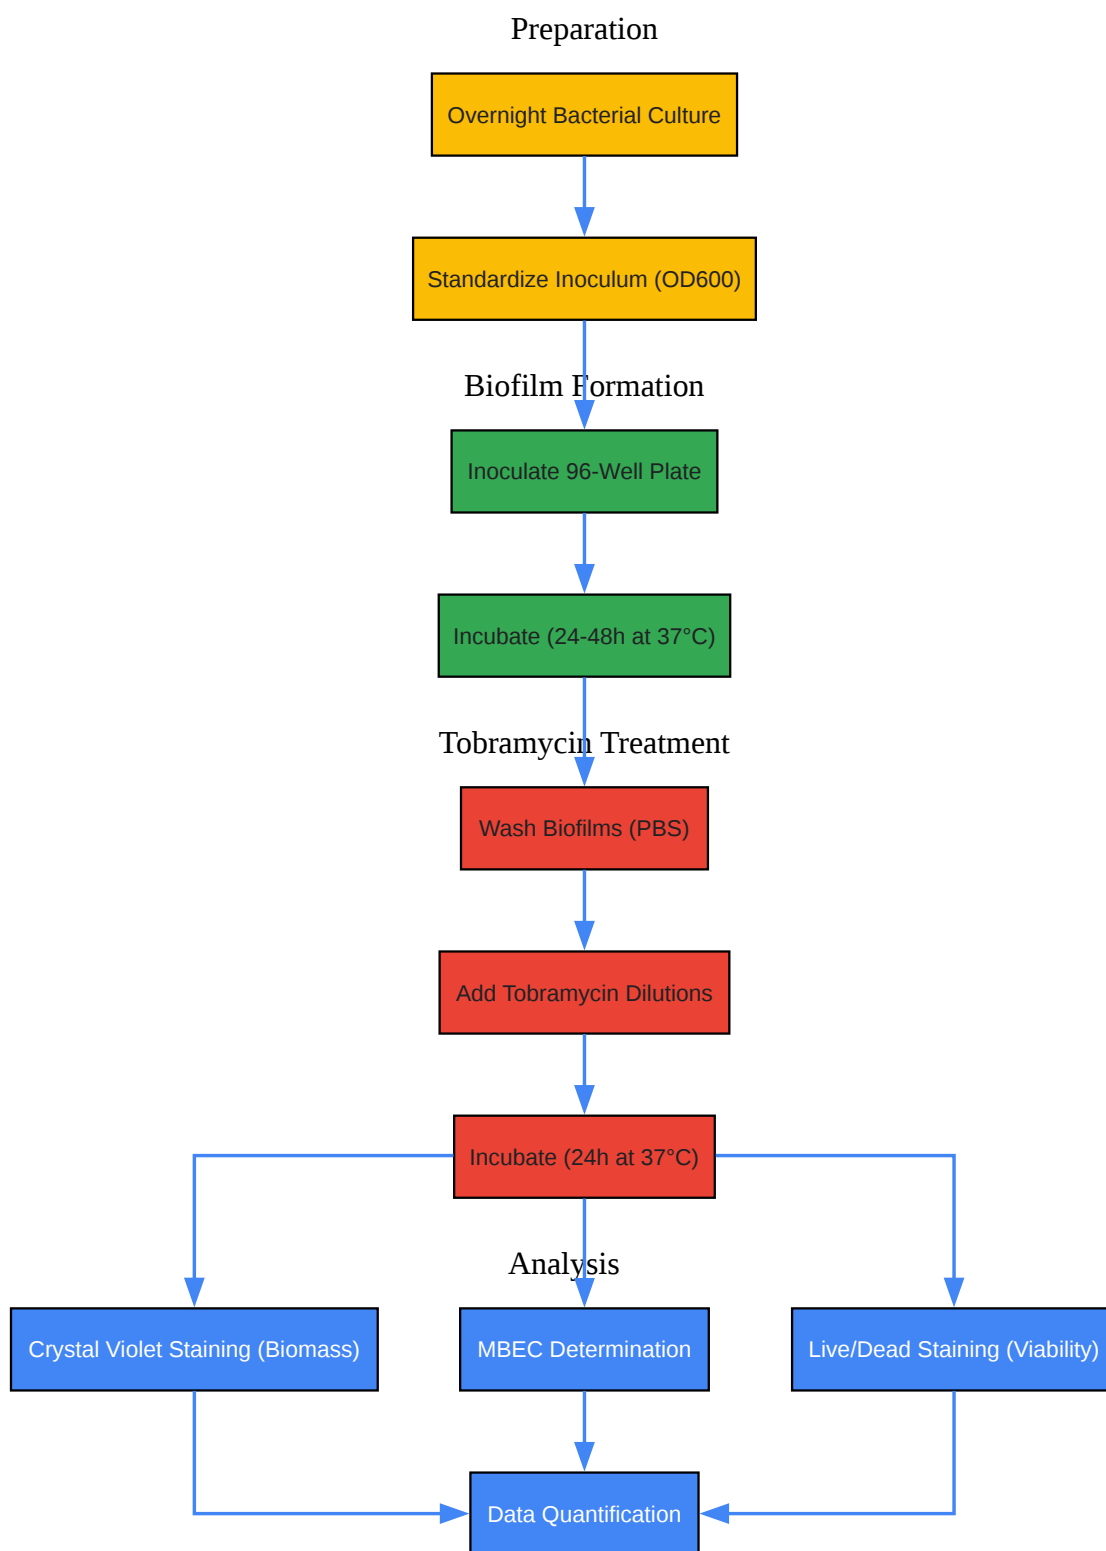 Preparation
Overnight Bacterial Culture
Standardize Inoculum (OD600)
Biofilm Formation
Inoculate 96-Well Plate
Incubate (24-48h at 37°C)
Tobramycin Treatment
Wash Biofilms (PBS)
Add Tobramycin Dilutions
Incubate (24h at 37°C)
Analysis
Crystal Violet Staining (Biomass)
MBEC Determination
Live/Dead Staining (Viability)
Data Quantification